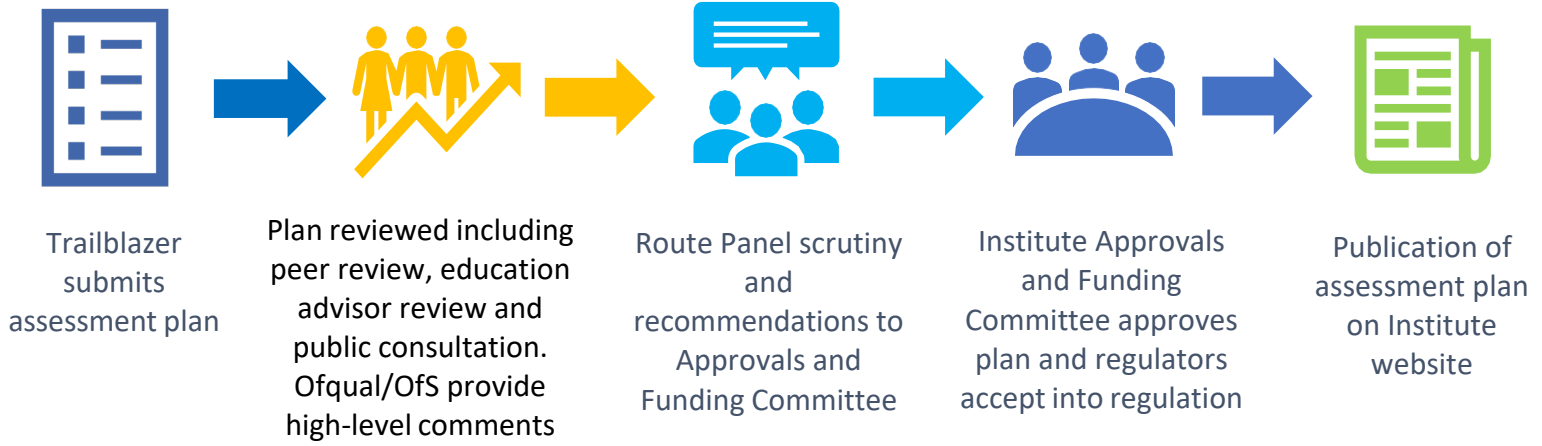 Trailblazer
submits
assessment plan
Plan reviewed including
peer review, education
advisor review and
public consultation.
Ofqual/OfS provide
high-level comments
Route Panel scrutiny
and
recommendations to
Approvals and
Funding Committee
Institute Approvals
and Funding
Committee approves
plan and regulators
accept into regulation
Publication of
assessment plan
on Institute
website